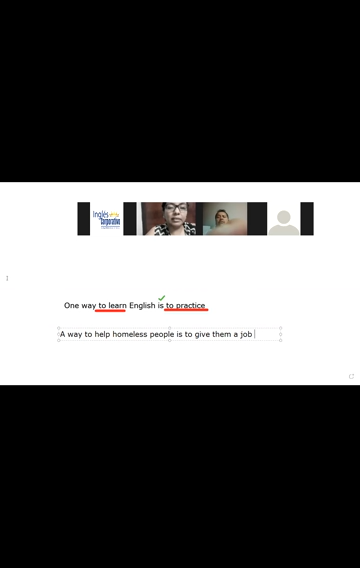 Inglés
Corporativo
One way to learn English is to practice
A way to help homeless people is to give them a job